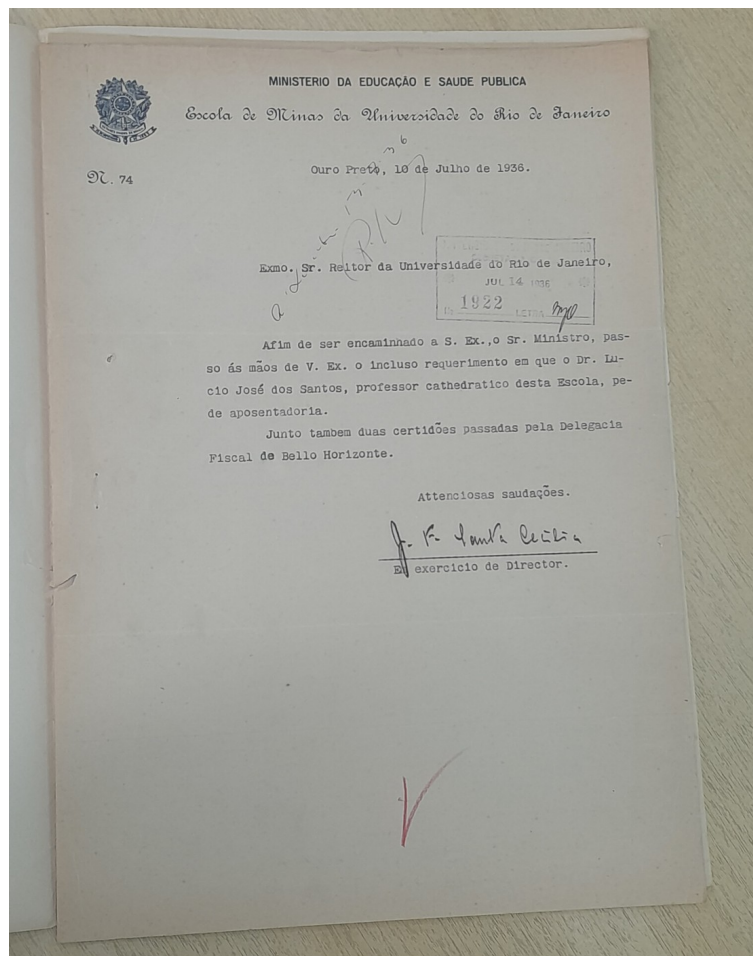 MINISTERIO DA EDUCAÇÃO E SAUDE PUBLICA
Escola de Minas da Universidade do Rio de Janeiro
Ouro Preto, 10 de Julho de 1936.
N. 74
Exmo. Sr. Reitor da Universidade do Rio de Janeiro,
JUL 14 1936
1922
LETRA
Afim de ser encaminhado a S. Ex.,o Sr. Ministro, pas-
so ás mãos de V. Ex. o incluso requerimento em que o Dr. Lu-
cio José dos Santos, professor cathedratico desta Escola, pe-
de aposentadoria.
Junto tambem duas certidões passadas pela Delegacia
Fiscal de Bello Horizonte.
Attenciosas saudações.
J. V. Santa Cecilia
exercicio de Director.